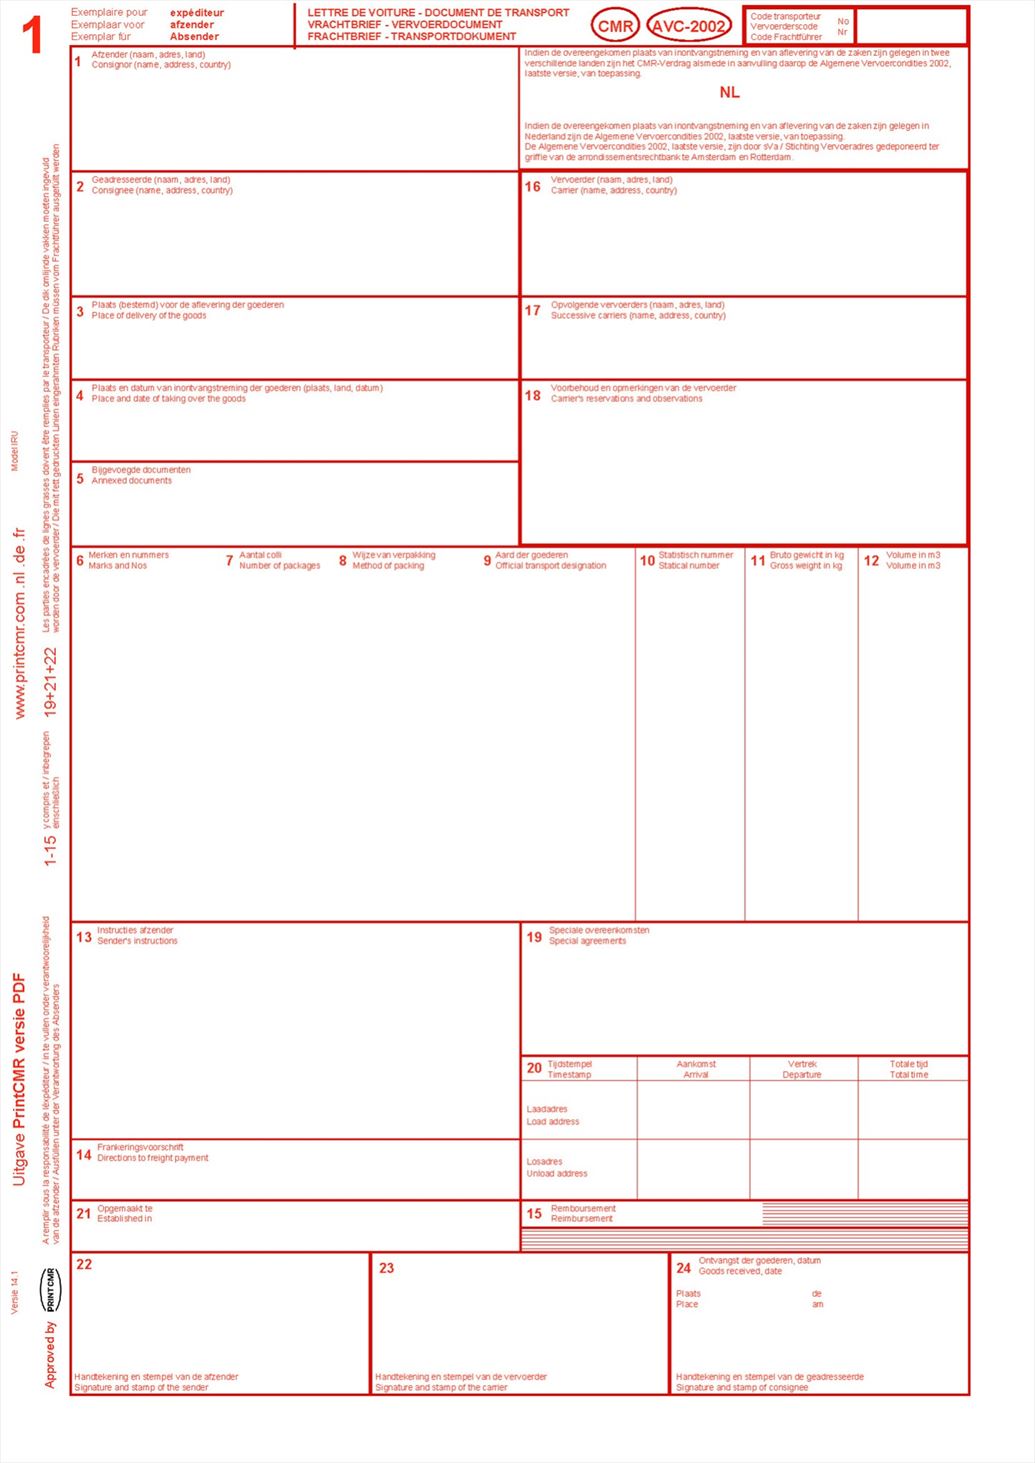 1
Exemplaire pour expéditeur
Exemplaar voor afzender
Exemplar für Absender
LETTRE DE VOITURE - DOCUMENT DE TRANSPORT
VRACHTBRIEF - VERVOERDOCUMENT
FRACHTBRIEF - TRANSPORTDOKUMENT
CMR
AVC-2002
Code transporteur No
Vervoerderscode Nr
Code Frachtführer
1 Afzender (naam, adres, land)
Consignor (name, address, country)
Indien de overeengekomen plaats van inontvangstneming en van aflevering van de zaken zijn gelegen in twee
verschillende landen zijn het CMR-Verdrag alsmede in aanvulling daarop de Algemene Vervoercondities 2002,
laatste versie, van toepassing.
NL
Indien de overeengekomen plaats van inontvangstneming en van aflevering van de zaken zijn gelegen in
Nederland zijn de Algemene Vervoercondities 2002, laatste versie, van toepassing.
De Algemene Vervoercondities 2002, laatste versie, zijn door sVa / Stichting Vervoeradres gedeponeerd ter
griffie van de arrondissementsrechtbank te Amsterdam en Rotterdam.
2 Geadresseerde (naam, adres, land)
Consignee (name, address, country)
16 Vervoerder (naam, adres, land)
Carrier (name, address, country)
3 Plaats (bestemd) voor de aflevering der goederen
Place of delivery of the goods
17 Opvolgende vervoerders (naam, adres, land)
Successive carriers (name, address, country)
4 Plaats en datum van inontvangstneming der goederen (plaats, land, datum)
Place and date of taking over the goods
18 Voorbehoud en opmerkingen van de vervoerder
Carrier's reservations and observations
5 Bijgevoegde documenten
Annexed documents
6 Merken en nummers
Marks and Nos
7 Aantal colli
Number of packages
8 Wijze van verpakking
Method of packing
9 Aard der goederen
Official transport designation
10 Statistisch nummer
Statical number
11 Bruto gewicht in kg
Gross weight in kg
12 Volume in m3
Volume in m3
13 Instructies afzender
Sender's instructions
19 Speciale overeenkomsten
Special agreements
20 Tijdstempel Aankomst Vertrek Totale tijd
Timestamp Arrival Departure Total time
Laadadres
Load address
Losadres
Unload address
14 Frankeringsvoorschrift
Directions to freight payment
21 Opgemaakt te
Established in
15 Remboursement
Reimbursement
22
Handtekening en stempel van de afzender
Signature and stamp of the sender
23
Handtekening en stempel van de vervoerder
Signature and stamp of the carrier
24 Ontvangst der goederen, datum
Goods received, date
Plaats de
Place am
Handtekening en stempel van de geadresseerde
Signature and stamp of consignee
Model IRU
www.printcmr.com .nl .de .fr
Uitgave PrintCMR versie PDF
Versie 14.1
Les parties encadrées de lignes grasses doivent être remplies par le transporteur / De dik omlijnde vakken moeten ingevuld
worden door de vervoerder / Die mit fett gedruckten Linien eingerahmten Rubriken müssen vom Frachtführer ausgefüllt werden
19+21+22
y compris et / inbegrepen
einschließlich
1-15
A remplir sous la responsabilité de léxpéditeur / In te vullen onder verantwoorelijkheid
van de afzender / Ausfüllen unter der Verantwortung des Absenders
PRINTCMR
Approved by